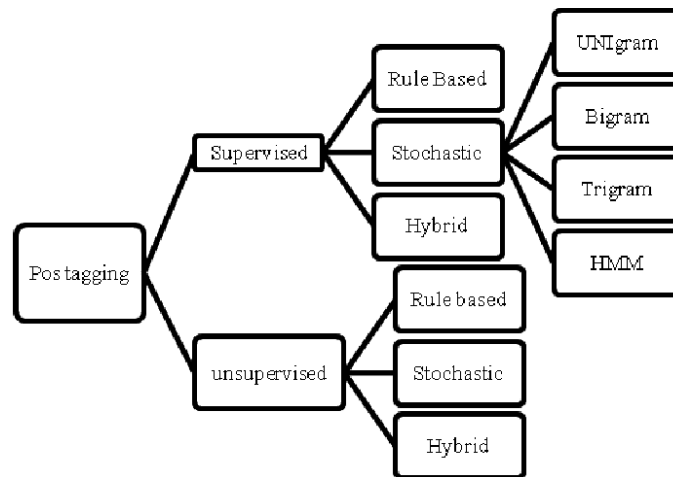 UNIgram
Rule Based
Bigram
Supervised
Stochastic
Trigram
Hybrid
HMM
Pos tagging
Rule based
unsupervised
Stochastic
Hybrid